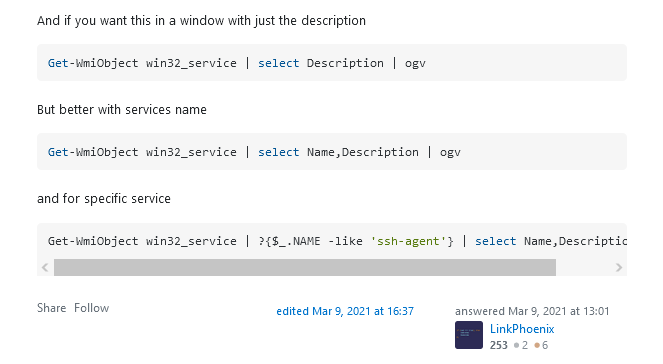 And if you want this in a window with just the description
Get-WmiObject win32_service | select Description | ogv
But better with services name
Get-WmiObject win32_service | select Name,Description | ogv
and for specific service
Get-WmiObject win32_service | ?{$_.NAME -like 'ssh-agent'} | select Name,Descriptio
Share Follow
edited Mar 9, 2021 at 16:37
answered Mar 9, 2021 at 13:01
LinkPhoenix
253 ●2 ●6